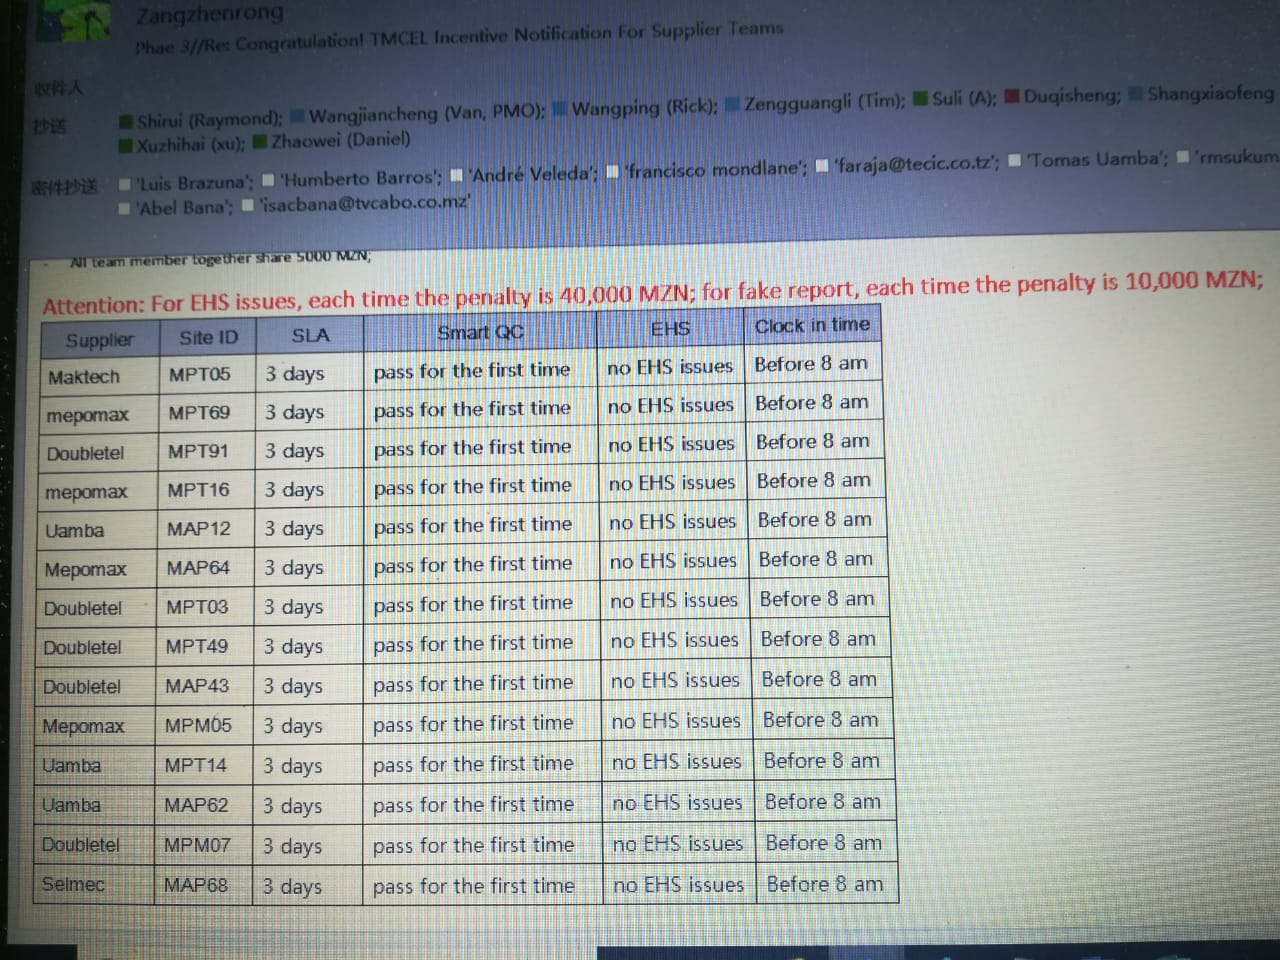 Zangzhenrong
Phae 3//Re: Congratulation! TMCEL Incentive Notification For Supplier Teams
收件人
抄送 Shirui (Raymond); Wangjiancheng (Van, PMO); Wangping (Rick); Zengguangli (Tim); Suli (A); Duqisheng; Shangxiaofeng
Xuzhihai (xu); Zhaowei (Daniel)
密件抄送 'Luis Brazuna'; 'Humberto Barros'; 'André Veleda'; 'francisco mondlane'; 'faraja@tecic.co.tz'; 'Tomas Uamba'; 'rmsukum
'Abel Bana'; 'isacbana@tvcabo.co.mz'
- All team member together share 5000 MZN;
Attention: For EHS issues, each time the penalty is 40,000 MZN; for fake report, each time the penalty is 10,000 MZN;
Supplier Site ID SLA Smart QC EHS Clock in time
Maktech MPT05 3 days pass for the first time no EHS issues Before 8 am
mepomax MPT69 3 days pass for the first time no EHS issues Before 8 am
Doubletel MPT91 3 days pass for the first time no EHS issues Before 8 am
mepomax MPT16 3 days pass for the first time no EHS issues Before 8 am
Uamba MAP12 3 days pass for the first time no EHS issues Before 8 am
Mepomax MAP64 3 days pass for the first time no EHS issues Before 8 am
Doubletel MPT03 3 days pass for the first time no EHS issues Before 8 am
Doubletel MPT49 3 days pass for the first time no EHS issues Before 8 am
Doubletel MAP43 3 days pass for the first time no EHS issues Before 8 am
Mepomax MPM05 3 days pass for the first time no EHS issues Before 8 am
Uamba MPT14 3 days pass for the first time no EHS issues Before 8 am
Uamba MAP62 3 days pass for the first time no EHS issues Before 8 am
Doubletel MPM07 3 days pass for the first time no EHS issues Before 8 am
Selmec MAP68 3 days pass for the first time no EHS issues Before 8 am